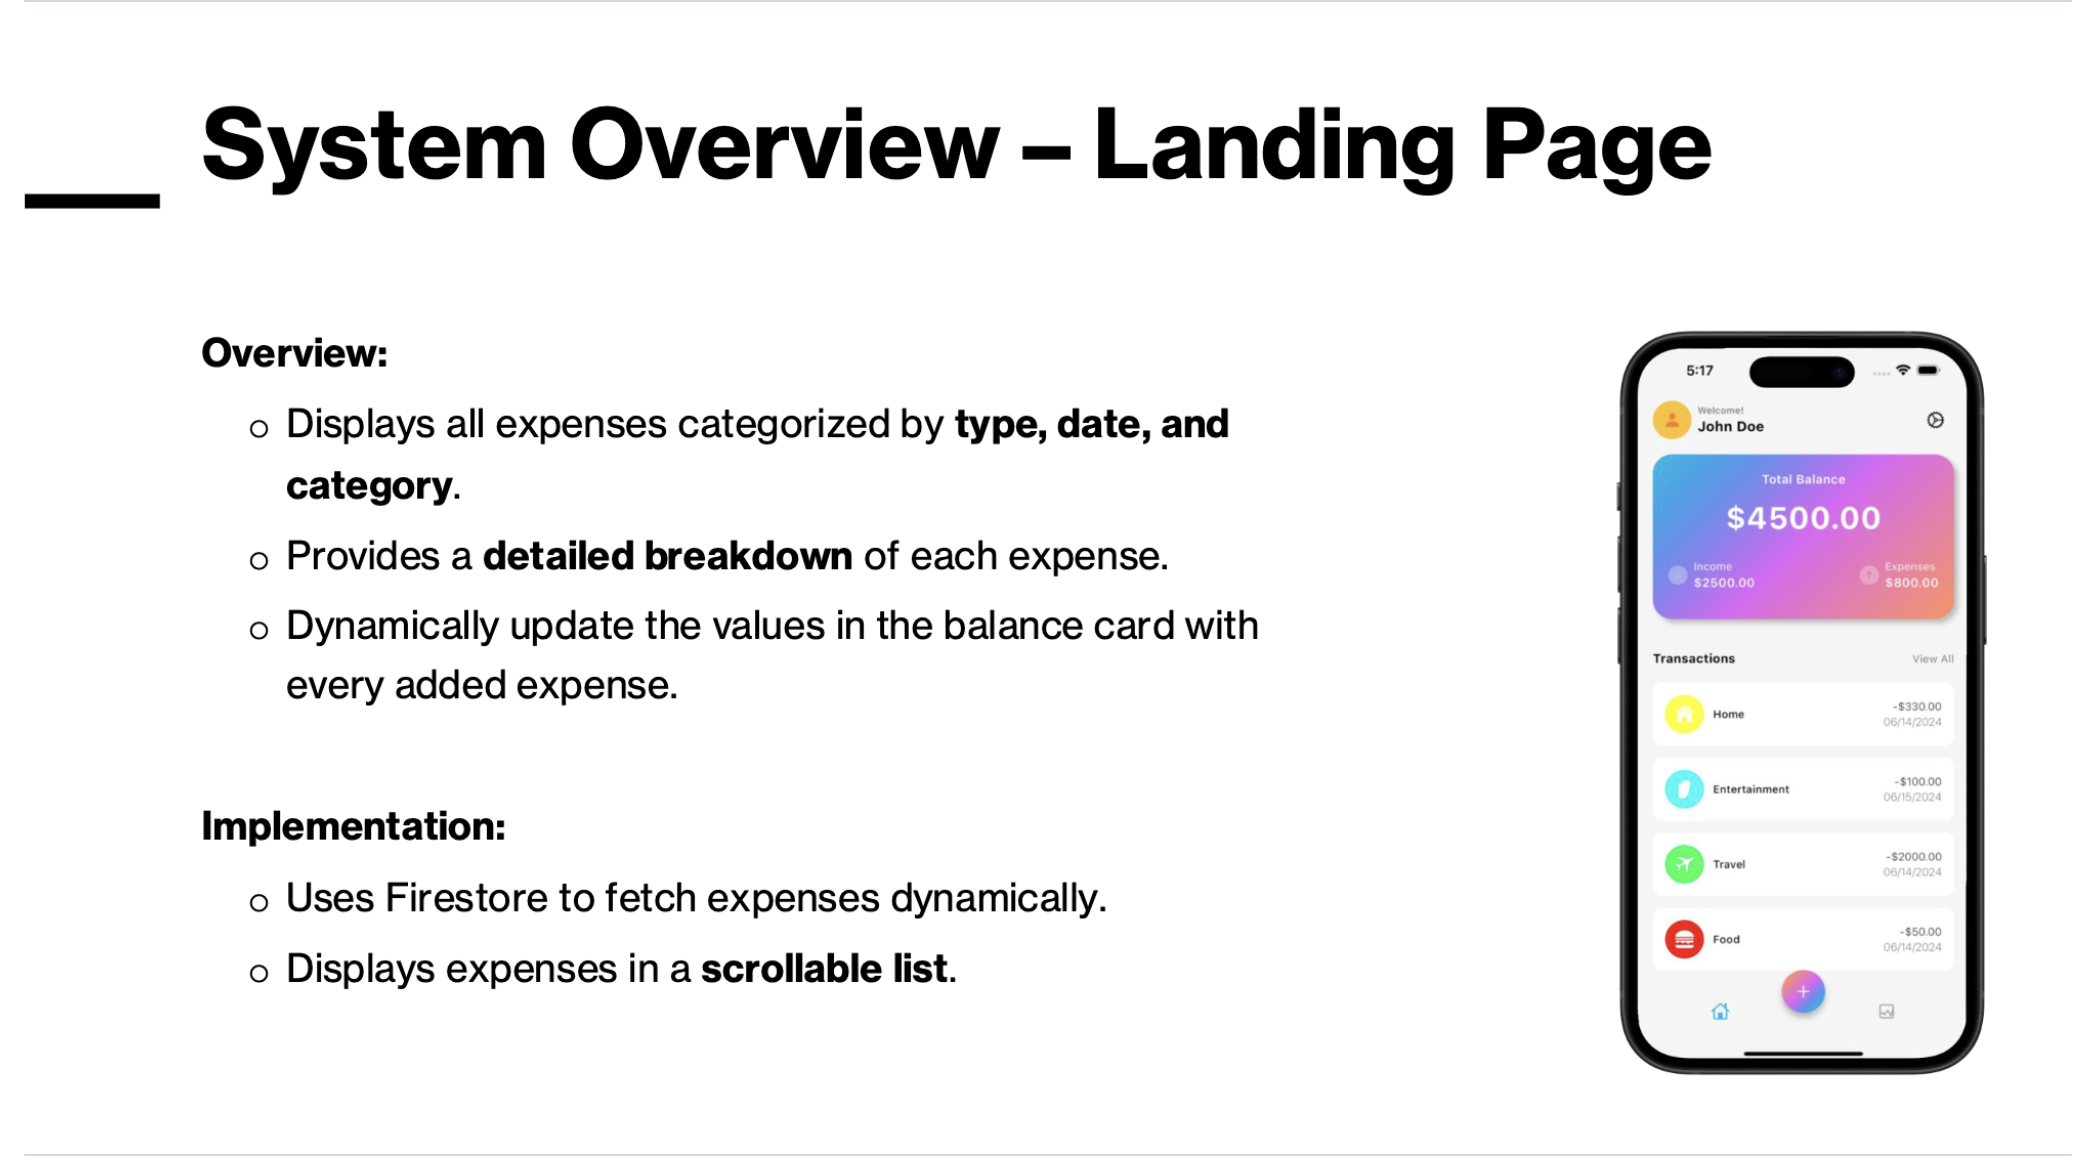 System Overview – Landing Page
Overview:
Displays all expenses categorized by type, date, and
category.
Provides a detailed breakdown of each expense.
Dynamically update the values in the balance card with
every added expense.
Implementation:
Uses Firestore to fetch expenses dynamically.
Displays expenses in a scrollable list.
5:17
Welcome!
John Doe
Total Balance
$4500.00
Income
$2500.00
Expenses
$800.00
Transactions
View All
Home
-$330.00
06/14/2024
Entertainment
-$100.00
06/15/2024
Travel
-$2000.00
06/14/2024
Food
-$50.00
06/14/2024